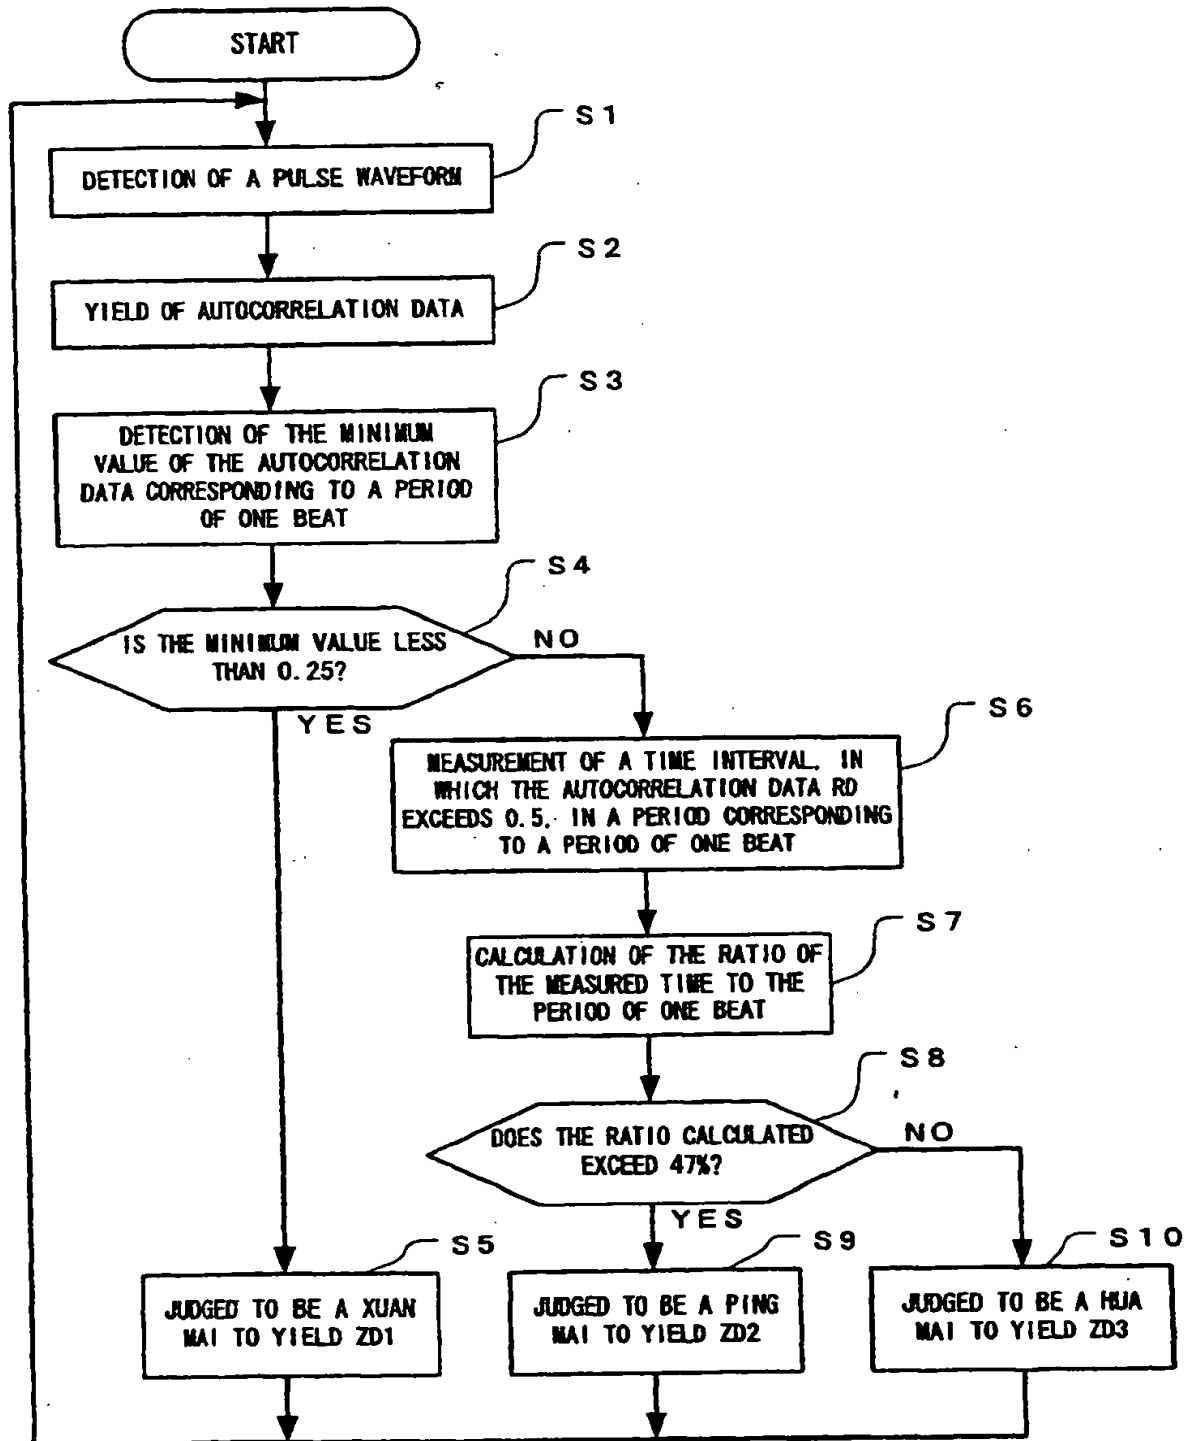 START
S1
DETECTION OF A PULSE WAVEFORM
S2
YIELD OF AUTOCORRELATION DATA
S3
DETECTION OF THE MINIMUM
VALUE OF THE AUTOCORRELATION
DATA CORRESPONDING TO A PERIOD
OF ONE BEAT
S4
IS THE MINIMUM VALUE LESS
THAN 0.25?
NO
YES
S6
MEASUREMENT OF A TIME INTERVAL, IN
WHICH THE AUTOCORRELATION DATA RD
EXCEEDS 0.5, IN A PERIOD CORRESPONDING
TO A PERIOD OF ONE BEAT
S7
CALCULATION OF THE RATIO OF
THE MEASURED TIME TO THE
PERIOD OF ONE BEAT
S8
DOES THE RATIO CALCULATED
EXCEED 47%?
NO
YES
S5
JUDGED TO BE A XUAN
MAI TO YIELD ZD1
S9
JUDGED TO BE A PING
MAI TO YIELD ZD2
S10
JUDGED TO BE A HUA
MAI TO YIELD ZD3